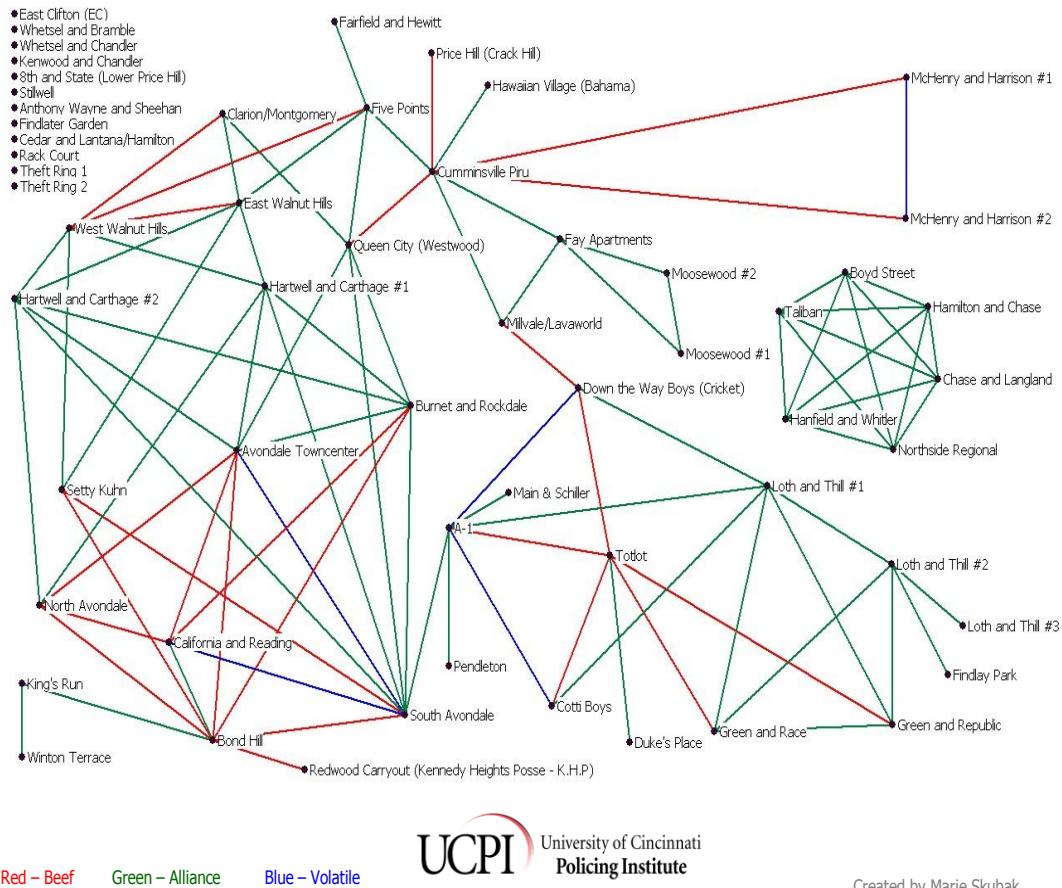 East Clifton (EC)
Whetsel and Bramble
Whetsel and Chandler
Kenwood and Chandler
8th and State (Lower Price Hill)
Stilwell
Anthony Wayne and Sheehan
Findlater Garden
Cedar and Lantana/Hamilton
Rack Court
Theft Ring 1
Theft Ring 2
Fairfield and Hewitt
Price Hill (Crack Hill)
Hawaiian Village (Bahama)
McHenry and Harrison #1
Clarion/Montgomery
Five Points
Cumminsville Piru
East Walnut Hills
McHenry and Harrison #2
West Walnut Hills
Queen City (Westwood)
Fay Apartments
Moosewood #2
Boyd Street
Hartwell and Carthage #1
Hartwell and Carthage #2
Taliban
Hamilton and Chase
Millvale/Lavaworld
Moosewood #1
Chase and Langland
Down the Way Boys (Cricket)
Burnet and Rockdale
Hanfield and Whitler
Northside Regional
Avondale Towncenter
Setty Kuhn
Main & Schiller
Loth and Thill #1
A-1
Totlot
Loth and Thill #2
North Avondale
Loth and Thill #3
California and Reading
Pendleton
Findlay Park
King's Run
Cotti Boys
South Avondale
Green and Republic
Green and Race
Bond Hill
Duke's Place
Winton Terrace
Redwood Carryout (Kennedy Heights Posse - K.H.P)
UCPI
University of Cincinnati
Policing Institute
Red – Beef Green – Alliance Blue – Volatile
Created by Marie Skubak